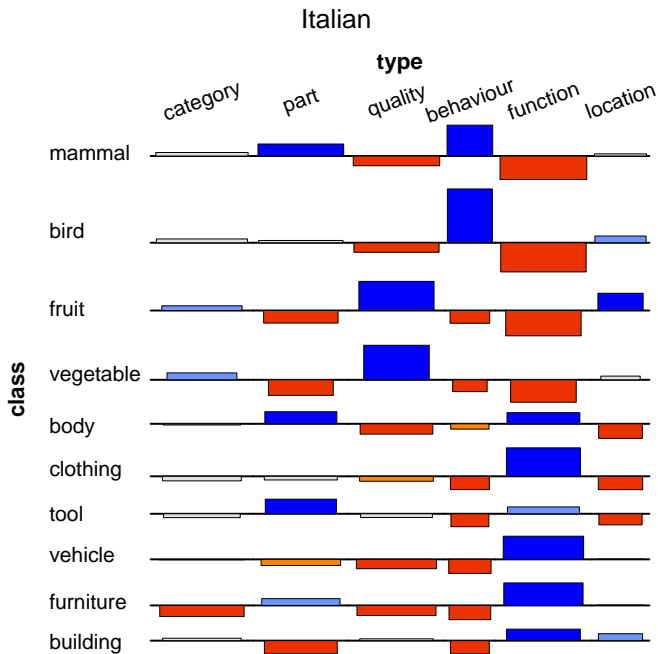 Italian
type
category part quality behaviour function location
class
mammal
bird
fruit
vegetable
body
clothing
tool
vehicle
furniture
building